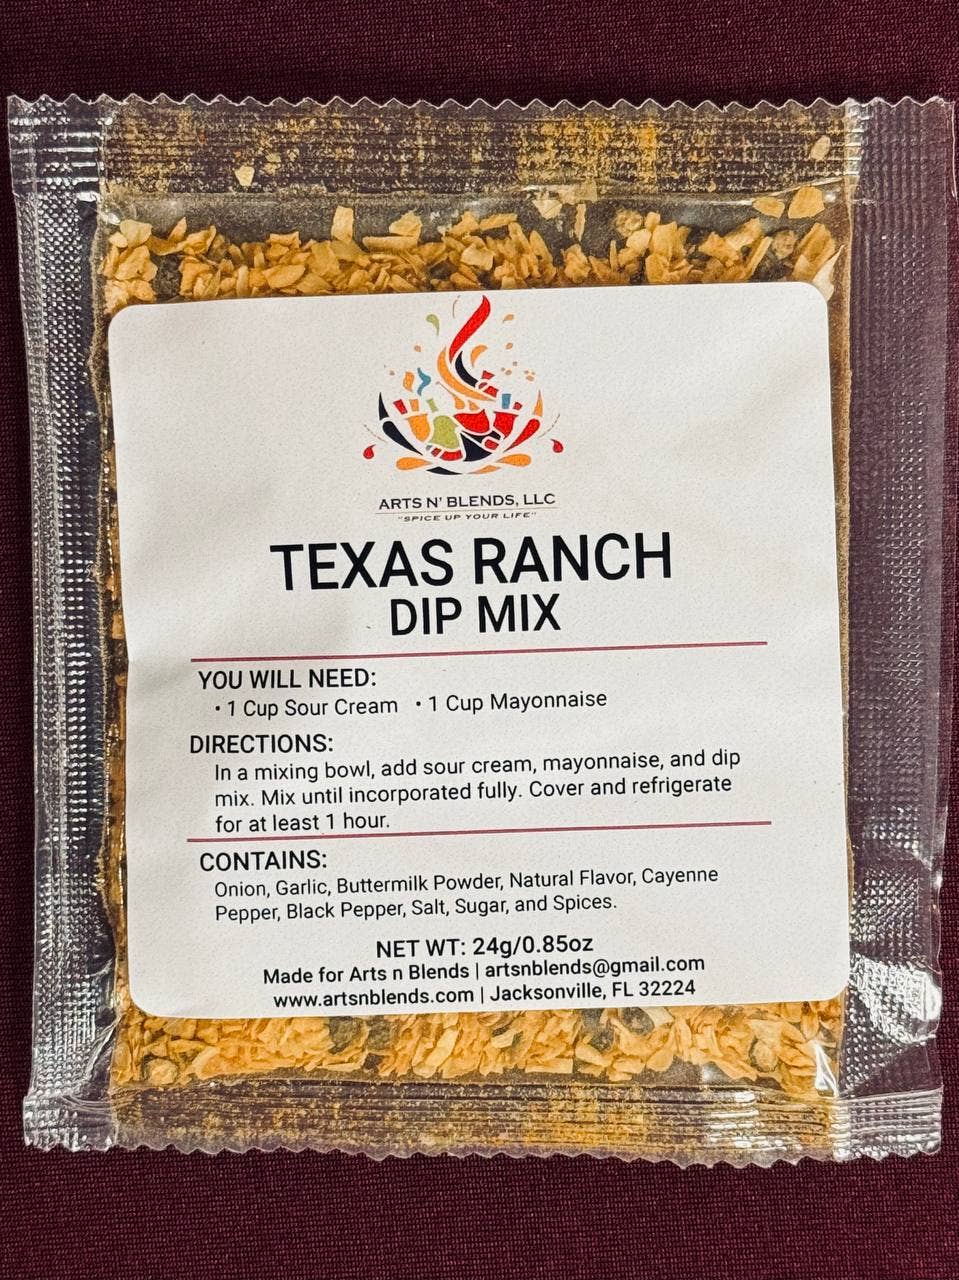 ARTS N' BLENDS, LLC
"SPICE UP YOUR LIFE"
TEXAS RANCH
DIP MIX
YOU WILL NEED:
• 1 Cup Sour Cream • 1 Cup Mayonnaise
DIRECTIONS:
In a mixing bowl, add sour cream, mayonnaise, and dip
mix. Mix until incorporated fully. Cover and refrigerate
for at least 1 hour.
CONTAINS:
Onion, Garlic, Buttermilk Powder, Natural Flavor, Cayenne
Pepper, Black Pepper, Salt, Sugar, and Spices.
NET WT: 24g/0.85oz
Made for Arts n Blends | artsnblends@gmail.com
www.artsnblends.com | Jacksonville, FL 32224